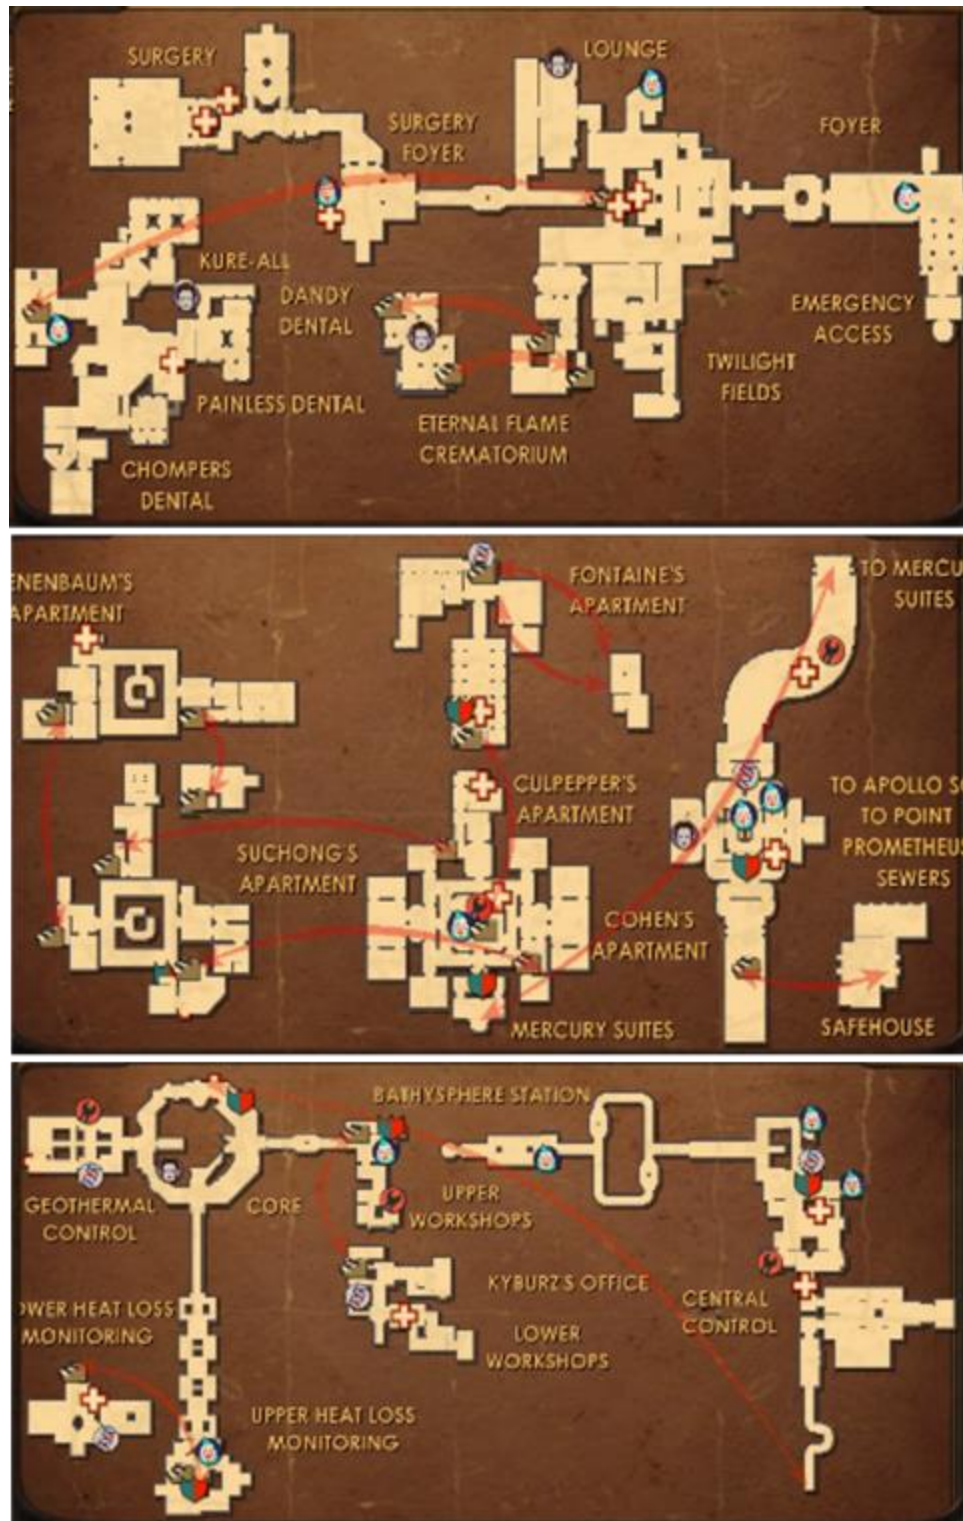 SURGERY
LOUNGE
SURGERY
FOYER
FOYER
KURE-ALL
DANDY
DENTAL
EMERGENCY
ACCESS
TWILIGHT
FIELDS
PAINLESS DENTAL
ETERNAL FLAME
CREMATORIUM
CHOMPERS
DENTAL
ENENBAUM'S
APARTMENT
FONTAINE'S
APARTMENT
TO MERCU
SUITES
CULPEPPER'S
APARTMENT
TO APOLLO S
TO POINT
PROMETHEUS
SEWERS
SUCHONG'S
APARTMENT
COHEN'S
APARTMENT
MERCURY SUITES
SAFEHOUSE
BATHYSPHERE STATION
GEOTHERMAL
CONTROL
CORE
UPPER
WORKSHOPS
KYBURZ'S OFFICE
OWER HEAT LOSS
MONITORING
CENTRAL
CONTROL
LOWER
WORKSHOPS
UPPER HEAT LOSS
MONITORING